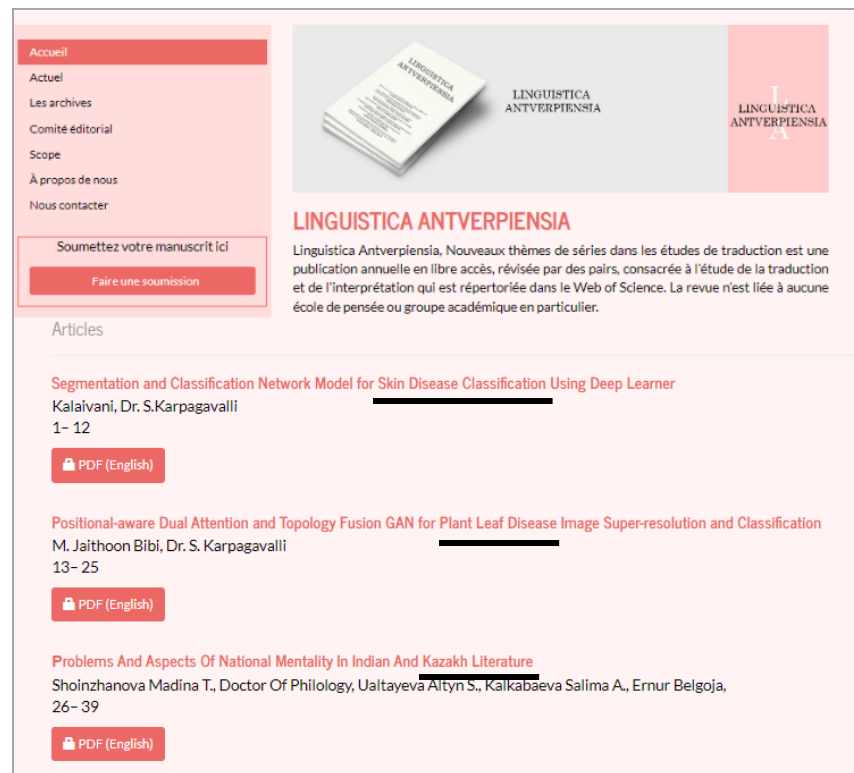 Accueil
Actuel
Les archives
Comité éditorial
Scope
À propos de nous
Nous contacter
Soumettez votre manuscrit ici
Faire une soumission
LINGUISTICA
ANTVERPIENSIA
LINGUISTICA
ANTVERPIENSIA
L
A
LINGUISTICA
ANTVERPIENSIA
LINGUISTICA ANTVERPIENSIA
Linguistica Antverpiensia, Nouveaux thèmes de séries dans les études de traduction est une
publication annuelle en libre accès, révisée par des pairs, consacrée à l'étude de la traduction
et de l'interprétation qui est répertoriée dans le Web of Science. La revue n'est liée à aucune
école de pensée ou groupe académique en particulier.
Articles
Segmentation and Classification Network Model for Skin Disease Classification Using Deep Learner
Kalaivani, Dr. S.Karpagavalli
1– 12
PDF (English)
Positional-aware Dual Attention and Topology Fusion GAN for Plant Leaf Disease Image Super-resolution and Classification
M. Jaithoon Bibi, Dr. S. Karpagavalli
13– 25
PDF (English)
Problems And Aspects Of National Mentality In Indian And Kazakh Literature
Shoinzhanova Madina T., Doctor Of Philology, Ualtayeva Altyn S., Kalkabaeva Salima A., Ernur Belgoja,
26– 39
PDF (English)